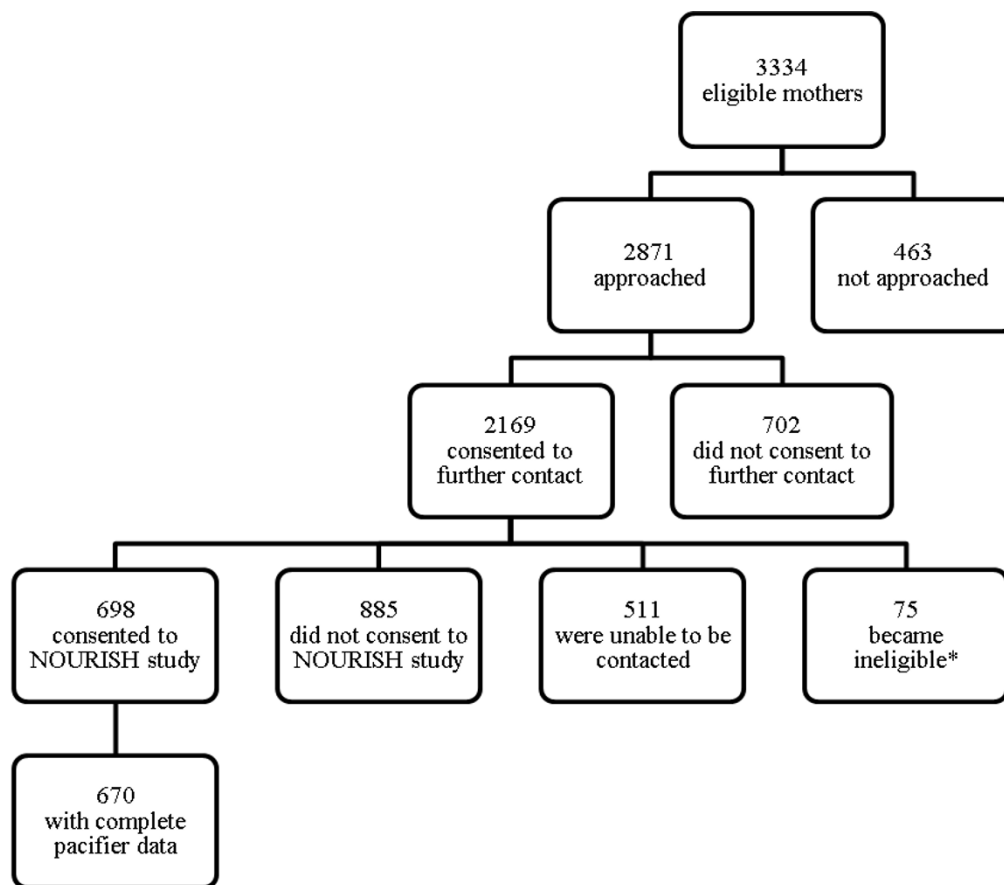 3334
eligible mothers
2871
approached
463
not approached
2169
consented to
further contact
702
did not consent to
further contact
698
consented to
NOURISH study
885
did not consent to
NOURISH study
511
were unable to be
contacted
75
became
ineligible*
670
with complete
pacifier data